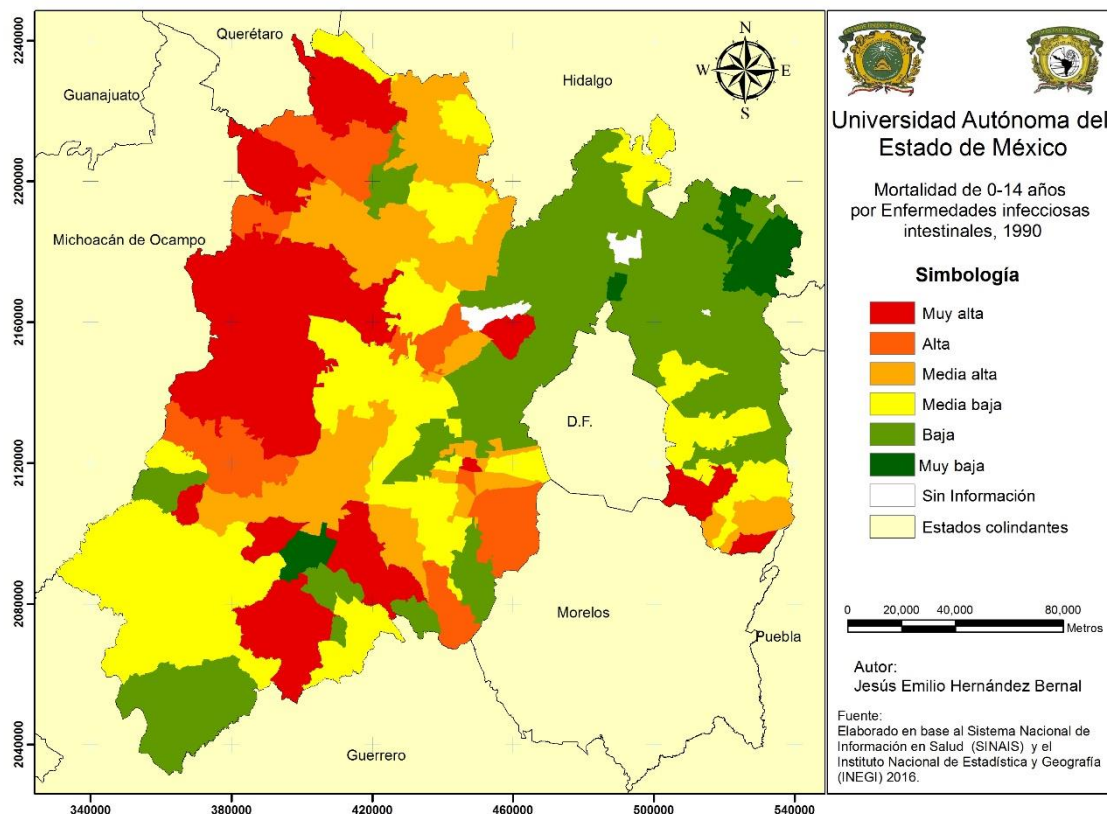 2240000
2200000
2160000
2120000
2080000
2040000
340000
380000
420000
460000
500000
540000
Querétaro
Guanajuato
Hidalgo
Michoacán de Ocampo
D.F.
Morelos
Puebla
Guerrero
N
W
E
S
Universidad Autónoma del
Estado de México
Mortalidad de 0-14 años
por Enfermedades infecciosas
intestinales, 1990
Simbología
Muy alta
Alta
Media alta
Media baja
Baja
Muy baja
Sin Información
Estados colindantes
0 20,000 40,000 80,000
Metros
Autor:
Jesús Emilio Hernández Bernal
Fuente:
Elaborado en base al Sistema Nacional de
Información en Salud (SINAIS) y el
Instituto Nacional de Estadística y Geografía
(INEGI) 2016.